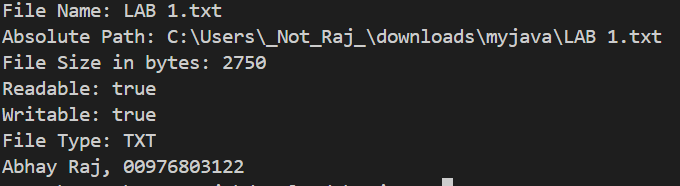 File Name: LAB 1.txt
Absolute Path: C:\Users\_Not_Raj_\downloads\myjava\LAB 1.txt
File Size in bytes: 2750
Readable: true
Writable: true
File Type: TXT
Abhay Raj, 00976803122